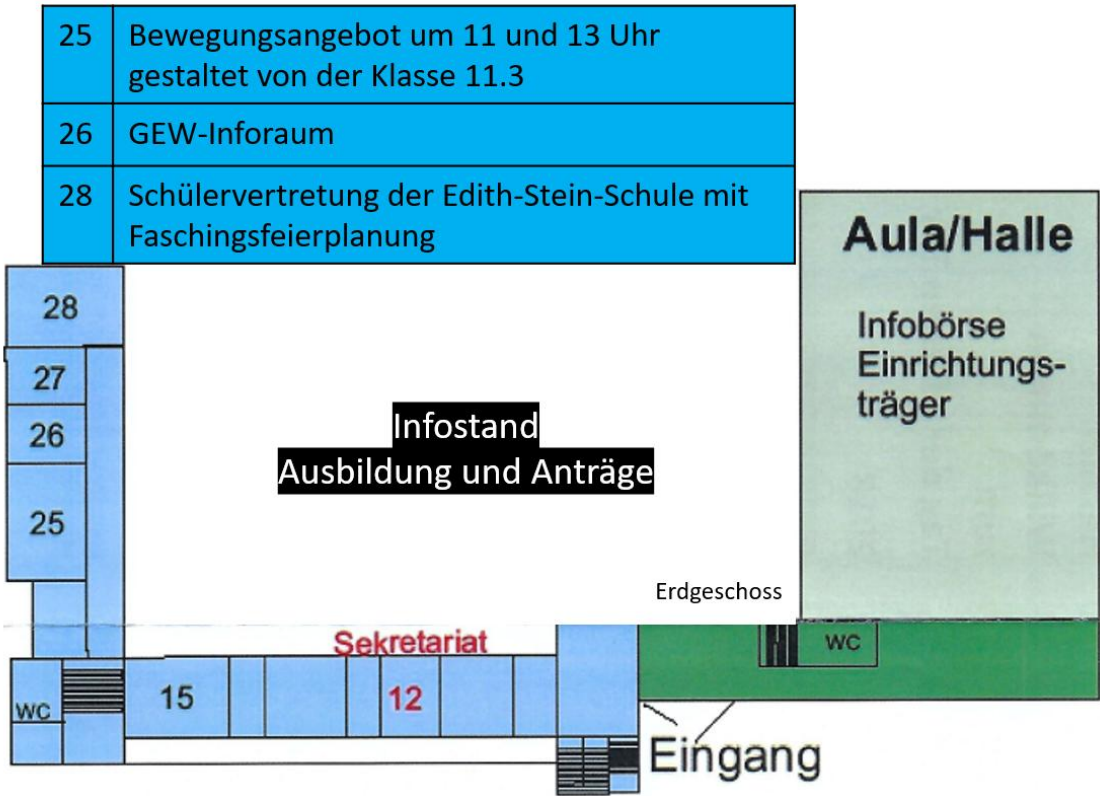 25 Bewegungsangebot um 11 und 13 Uhr
gestaltet von der Klasse 11.3
26 GEW-Inforaum
28 Schülervertretung der Edith-Stein-Schule mit
Faschingsfeierplanung
Aula/Halle
Infobörse
Einrichtungs-
träger
28
27
26
25
Infostand
Ausbildung und Anträge
Erdgeschoss
Sekretariat
WC
15
12
WC
Eingang